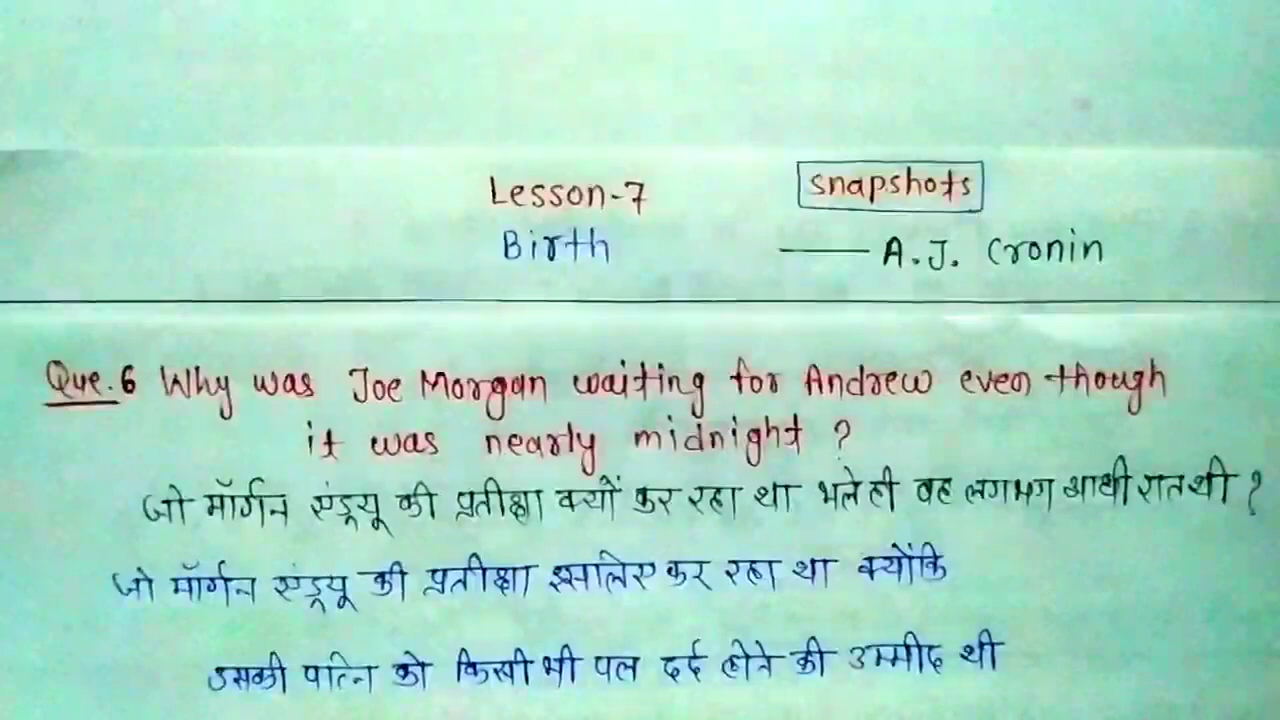 Lesson-7
Snapshots
Birth
— A.J. Cronin
Que.6 Why was Joe Morgan waiting for Andrew even though
it was nearly midnight ?
जो मॉर्गन एंड्र्यू की प्रतीक्षा क्यों कर रहा था भले ही वह लगभग आधी रात थी ?
जो मॉर्गन एंड्र्यू की प्रतीक्षा इसलिए कर रहा था क्योंकि
उसकी पत्नि को किसी भी पल दर्द होने की उम्मीद थी